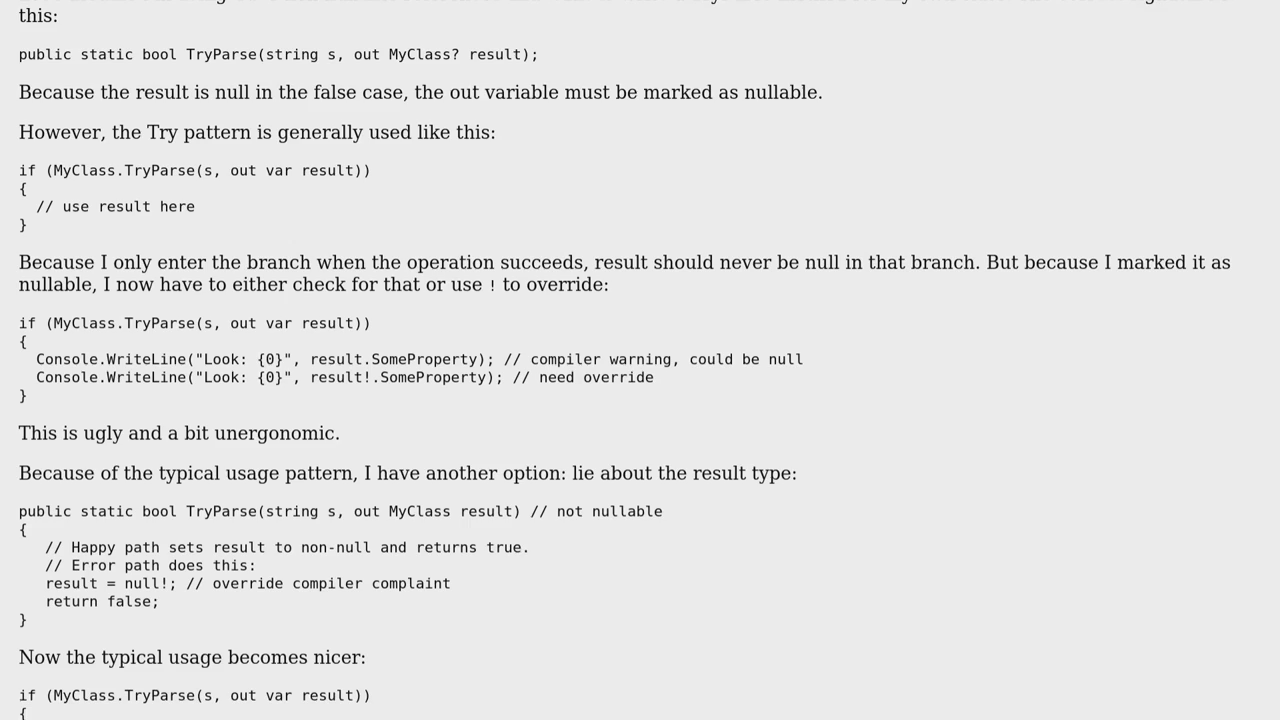 this:
public static bool TryParse(string s, out MyClass? result);
Because the result is null in the false case, the out variable must be marked as nullable.
However, the Try pattern is generally used like this:
if (MyClass.TryParse(s, out var result))
{
  // use result here
}
Because I only enter the branch when the operation succeeds, result should never be null in that branch. But because I marked it as
nullable, I now have to either check for that or use ! to override:
if (MyClass.TryParse(s, out var result))
{
  Console.WriteLine("Look: {0}", result.SomeProperty); // compiler warning, could be null
  Console.WriteLine("Look: {0}", result!.SomeProperty); // need override
}
This is ugly and a bit unergonomic.
Because of the typical usage pattern, I have another option: lie about the result type:
public static bool TryParse(string s, out MyClass result) // not nullable
{
   // Happy path sets result to non-null and returns true.
   // Error path does this:
   result = null!; // override compiler complaint
   return false;
}
Now the typical usage becomes nicer:
if (MyClass.TryParse(s, out var result))
{